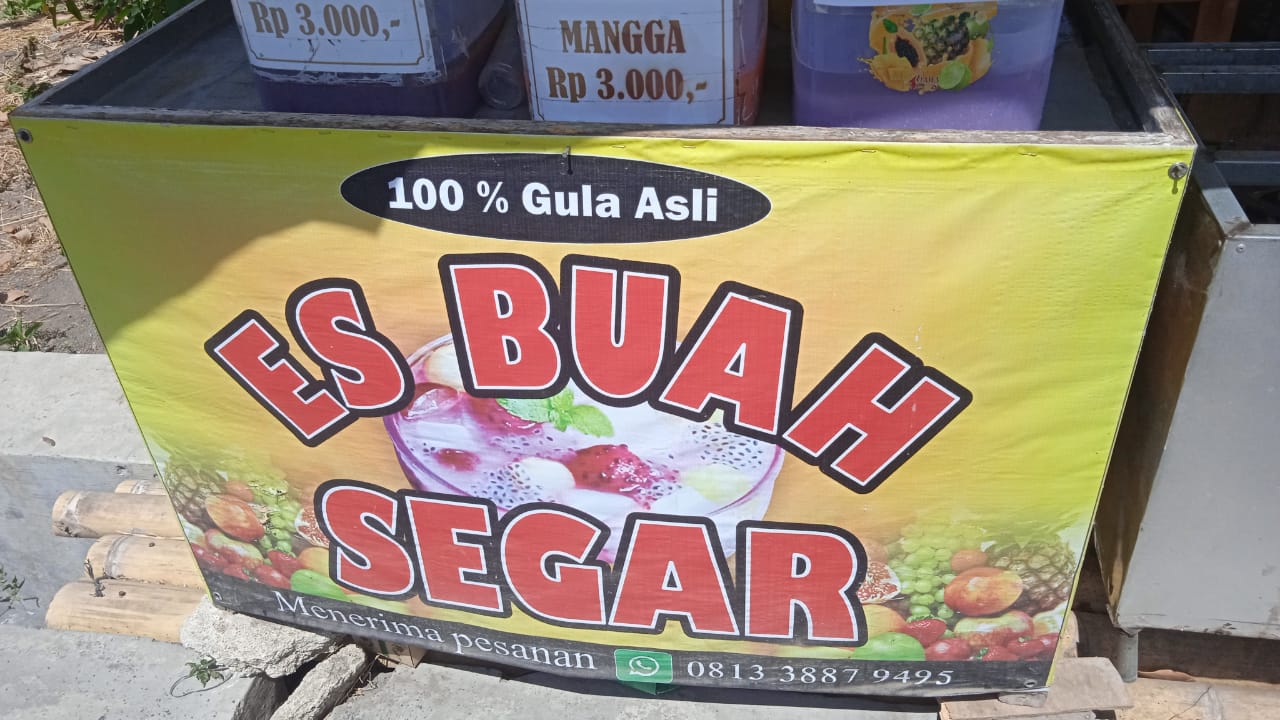 Rp 3.000,-
MANGGA
Rp 3.000,-
100 % Gula Asli
ES BUAH
SEGAR
Menerima pesanan 0813 3887 9495